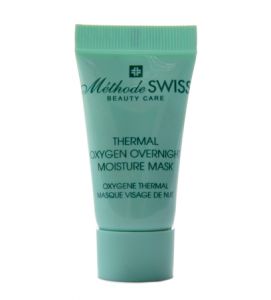 Méthode SWISS
BEAUTY CARE
THERMAL
OXYGEN OVERNIGHT
MOISTURE MASK
OXYGENE THERMAL
MASQUE VISAGE DE NUIT